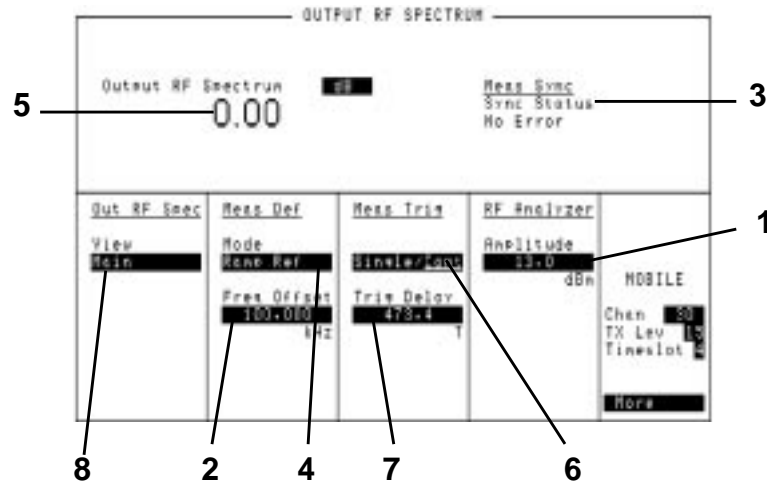 OUTPUT RF SPECTRUM
Output RF Spectrum dB
0.00
Meas Sync
Sync Status
No Error
5
3
Out RF Spec
View
Main
Meas Def
Mode
Ramp Ref
Freq Offset
100.000
kHz
Meas Trig
Single/Cont
Trig Delay
473.4
T
RF Analyzer
Amplitude
13.0
dBm
1
MOBILE
Chan 30
TX Lev
Timeslot
More
8
2
4
7
6